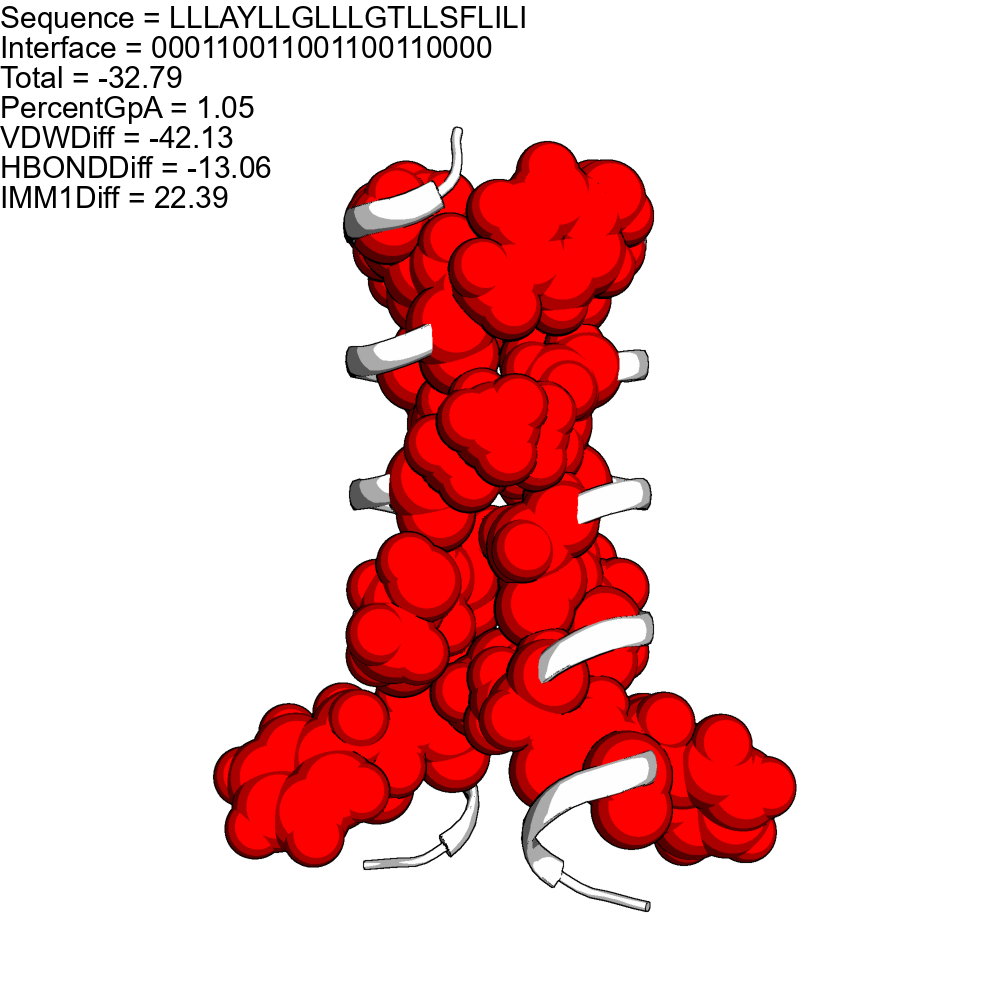 Sequence = LLLAYLLGLLLGTLLSFLILI
Interface = 000110011001100110000
Total = -32.79
PercentGpA = 1.05
VDWDiff = -42.13
HBONDDiff = -13.06
IMM1Diff = 22.39